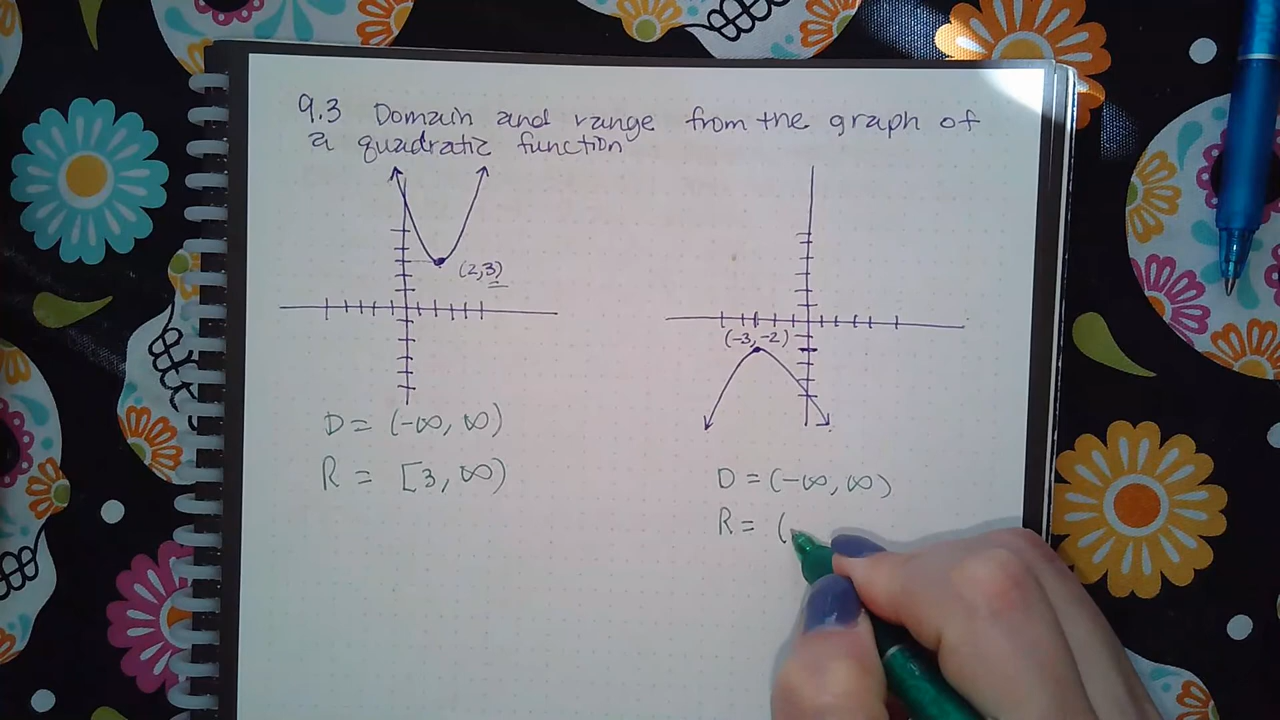 9.3 Domain and range from the graph of
a quadratic function
(2,3)
D = (-∞, ∞)
R = [3, ∞)
(-3, -2)
D = (-∞, ∞)
R = (